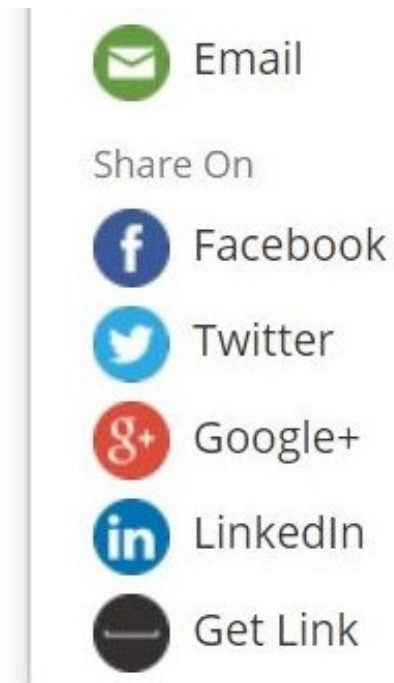 Email
Share On
Facebook
Twitter
Google+
LinkedIn
Get Link